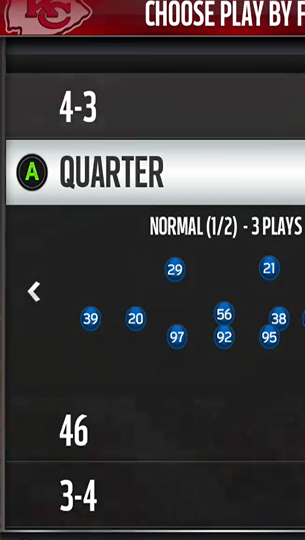 KC
CHOOSE PLAY BY F
4-3
A QUARTER
NORMAL (1/2) - 3 PLAYS
29 21
39 20 56 38
97 92 95
46
3-4